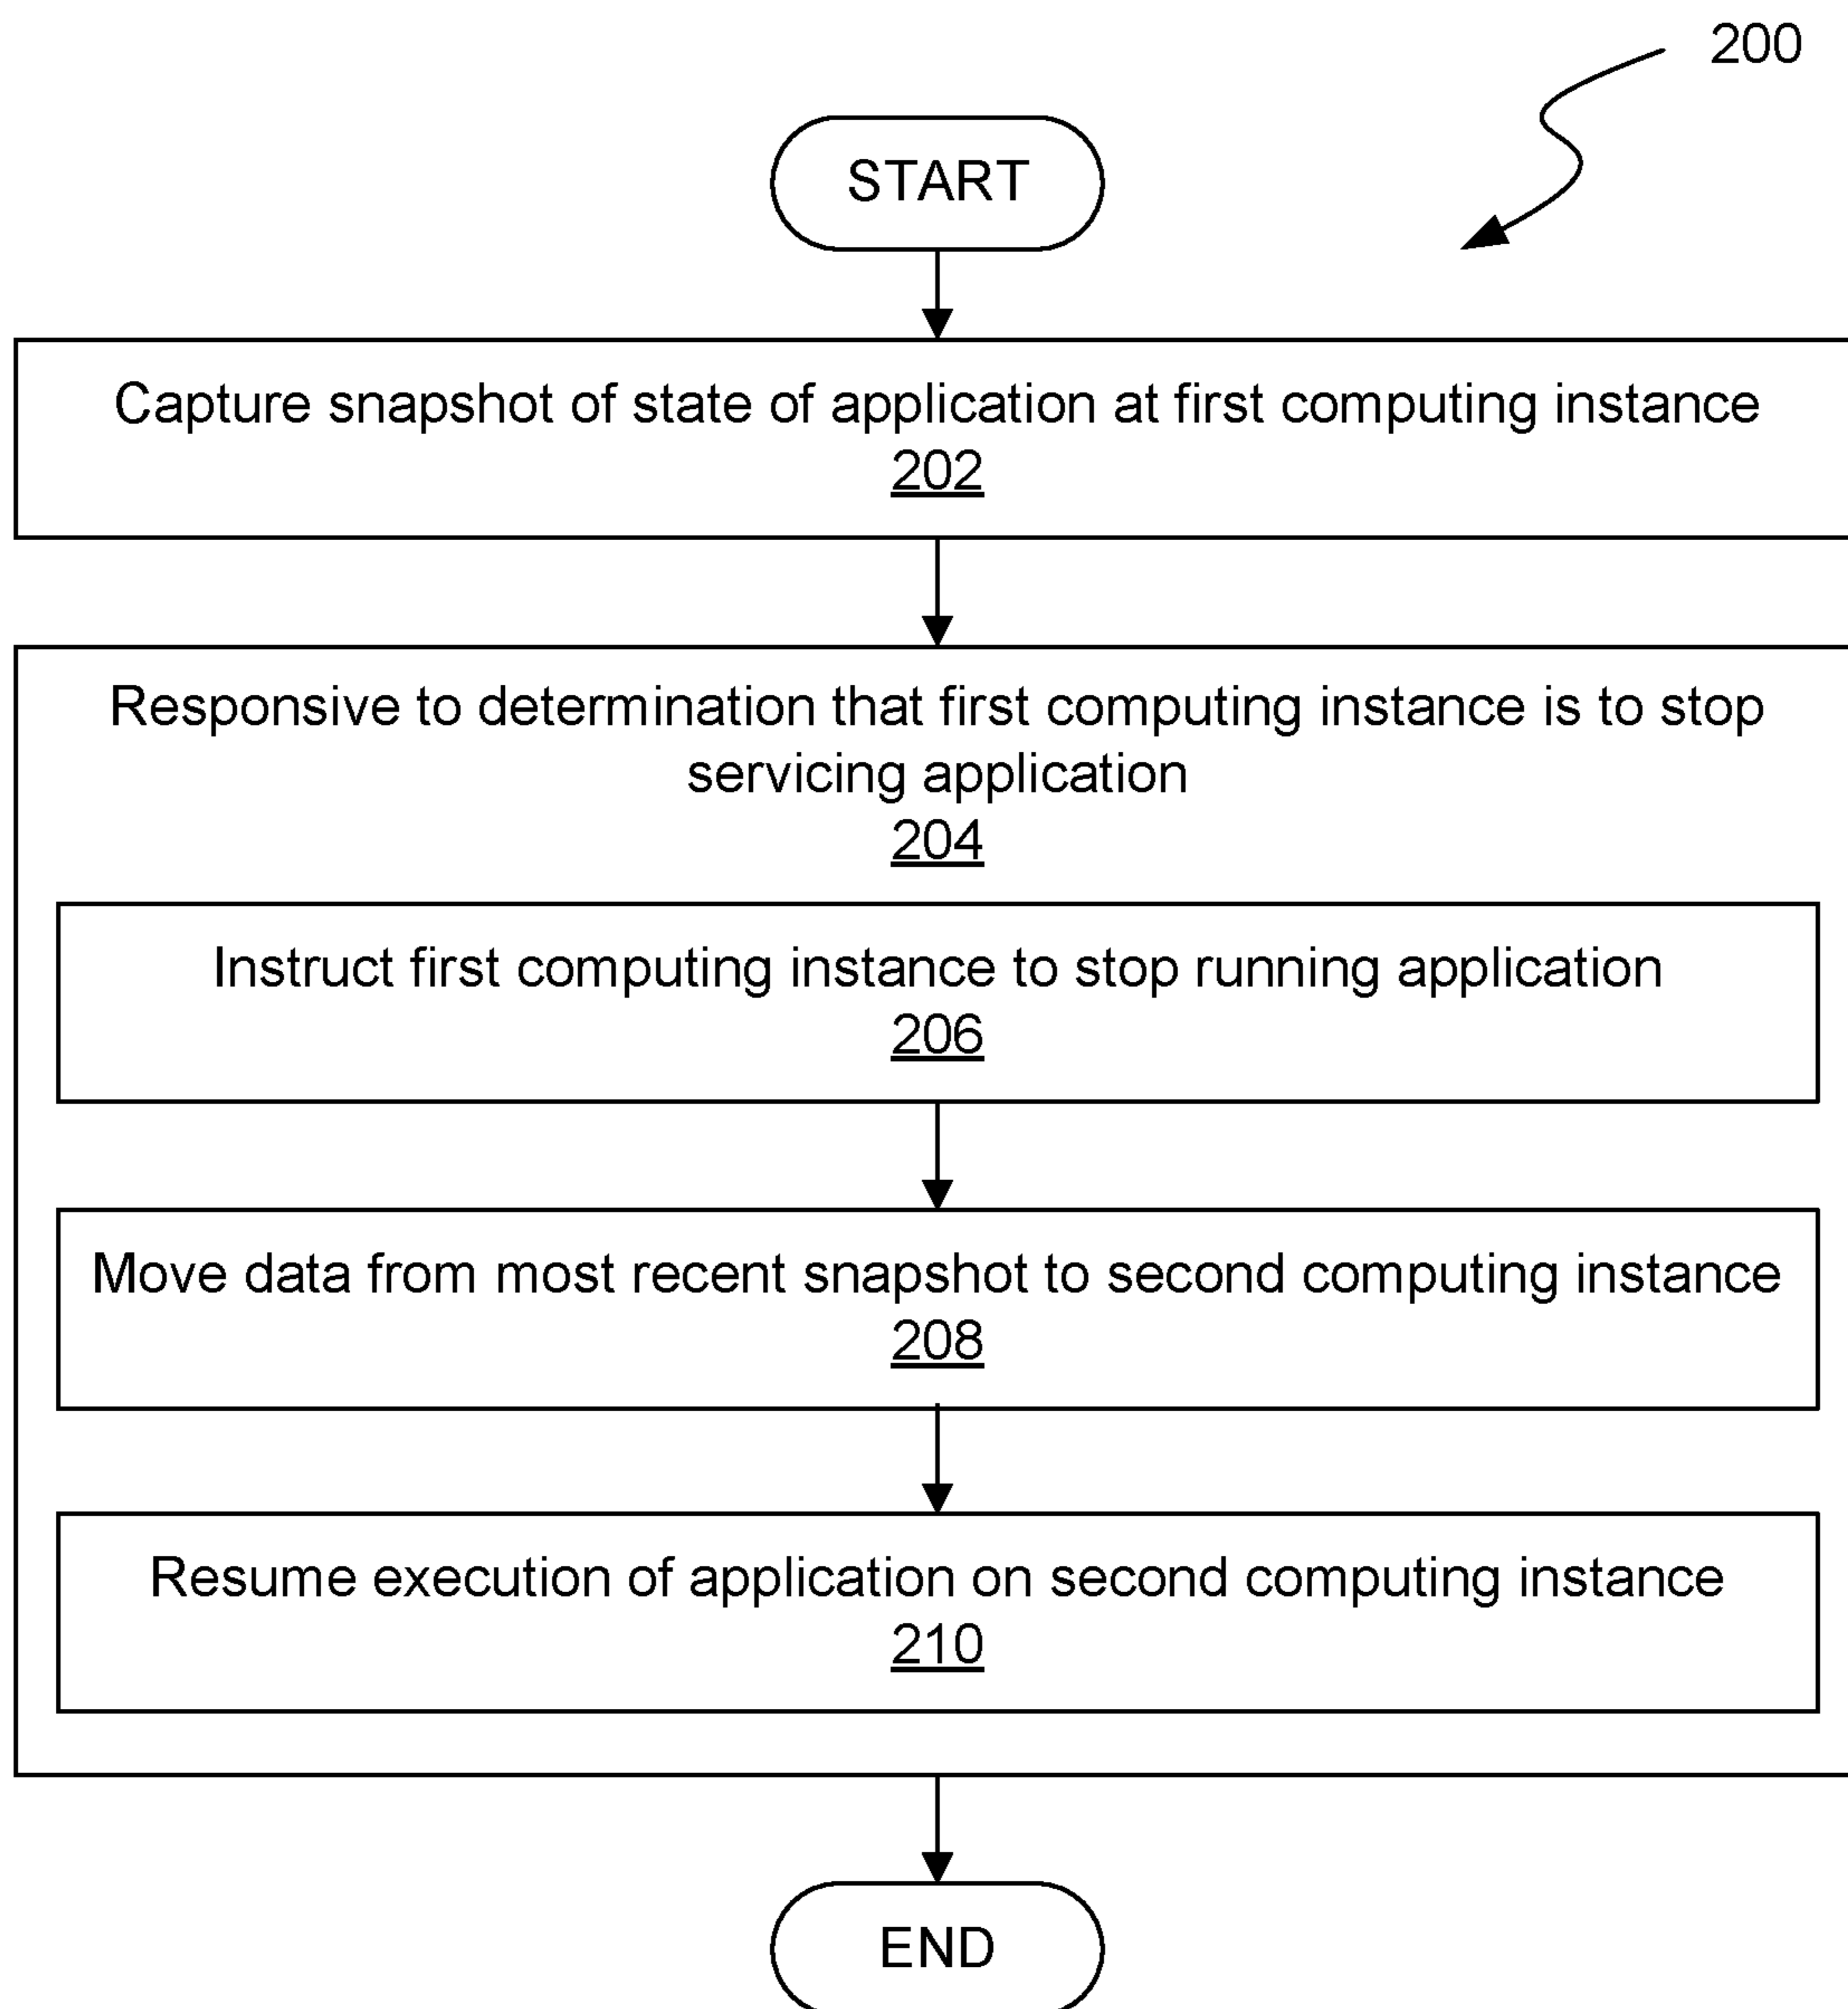 200
START
Capture snapshot of state of application at first computing instance
202
Responsive to determination that first computing instance is to stop
servicing application
204
Instruct first computing instance to stop running application
206
Move data from most recent snapshot to second computing instance
208
Resume execution of application on second computing instance
210
END